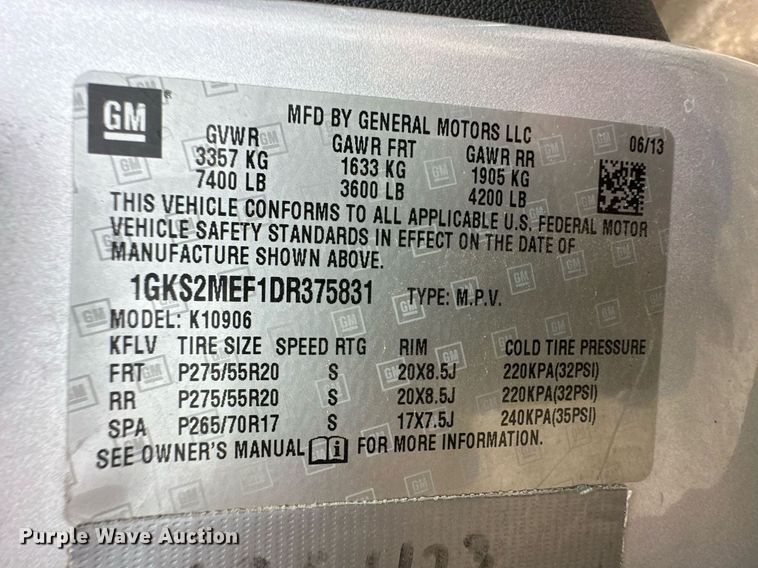 GM
MFD BY GENERAL MOTORS LLC
06/13
GVWR GAWR FRT GAWR RR
3357 KG 1633 KG 1905 KG
7400 LB 3600 LB 4200 LB
THIS VEHICLE CONFORMS TO ALL APPLICABLE U.S. FEDERAL MOTOR
VEHICLE SAFETY STANDARDS IN EFFECT ON THE DATE OF
MANUFACTURE SHOWN ABOVE.
1GKS2MEF1DR375831 TYPE: M.P.V.
MODEL: K10906
KFLV TIRE SIZE SPEED RTG RIM COLD TIRE PRESSURE
FRT P275/55R20 S 20X8.5J 220KPA(32PSI)
RR P275/55R20 S 20X8.5J 220KPA(32PSI)
SPA P265/70R17 S 17X7.5J 240KPA(35PSI)
SEE OWNER'S MANUAL i FOR MORE INFORMATION.
Purple Wave Auction